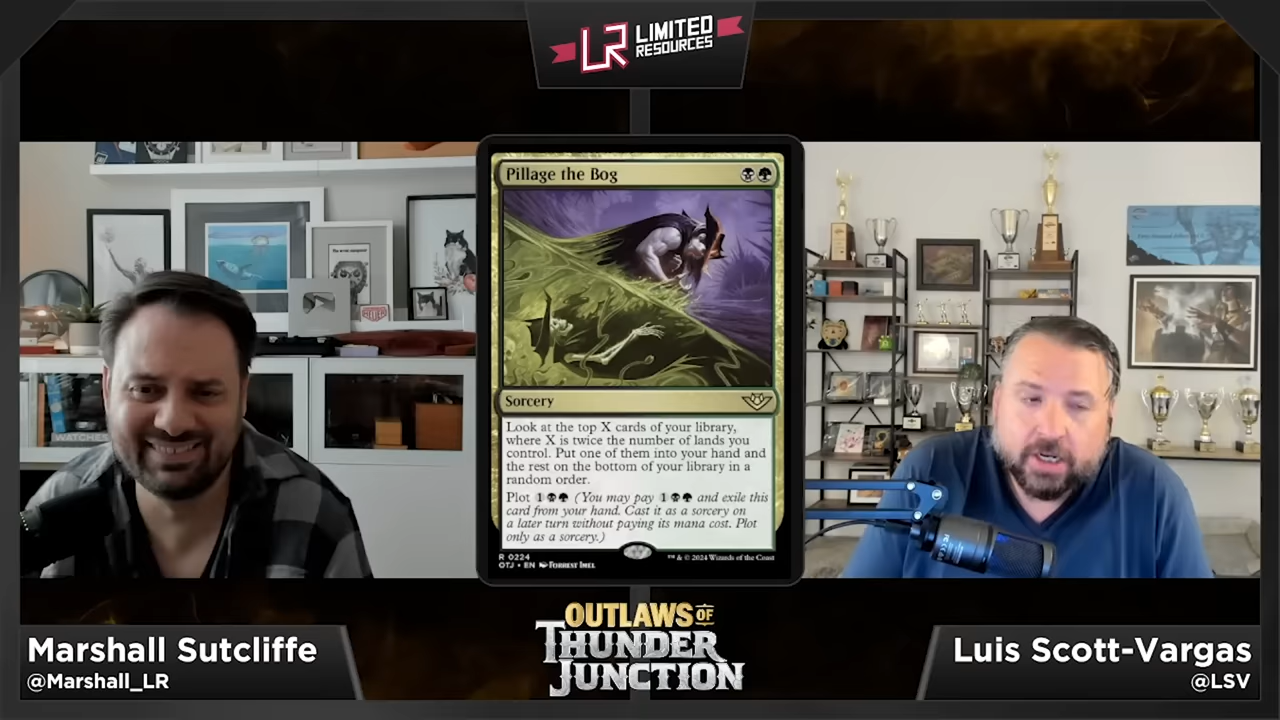 LR LIMITED
RESOURCES
Pillage the Bog
Sorcery
Look at the top X cards of your library,
where X is twice the number of lands you
control. Put one of them into your hand and
the rest on the bottom of your library in a
random order.
Plot 1 (You may pay 1 and exile this
card from your hand. Cast it as a sorcery on
a later turn without paying its mana cost. Plot
only as a sorcery.)
R 0224
OTJ • EN FORREST IMEL
™ & © 2024 Wizards of the Coast
WATCHES
OUTLAWS OF
THUNDER
JUNCTION
Marshall Sutcliffe
@Marshall_LR
Luis Scott-Vargas
@LSV